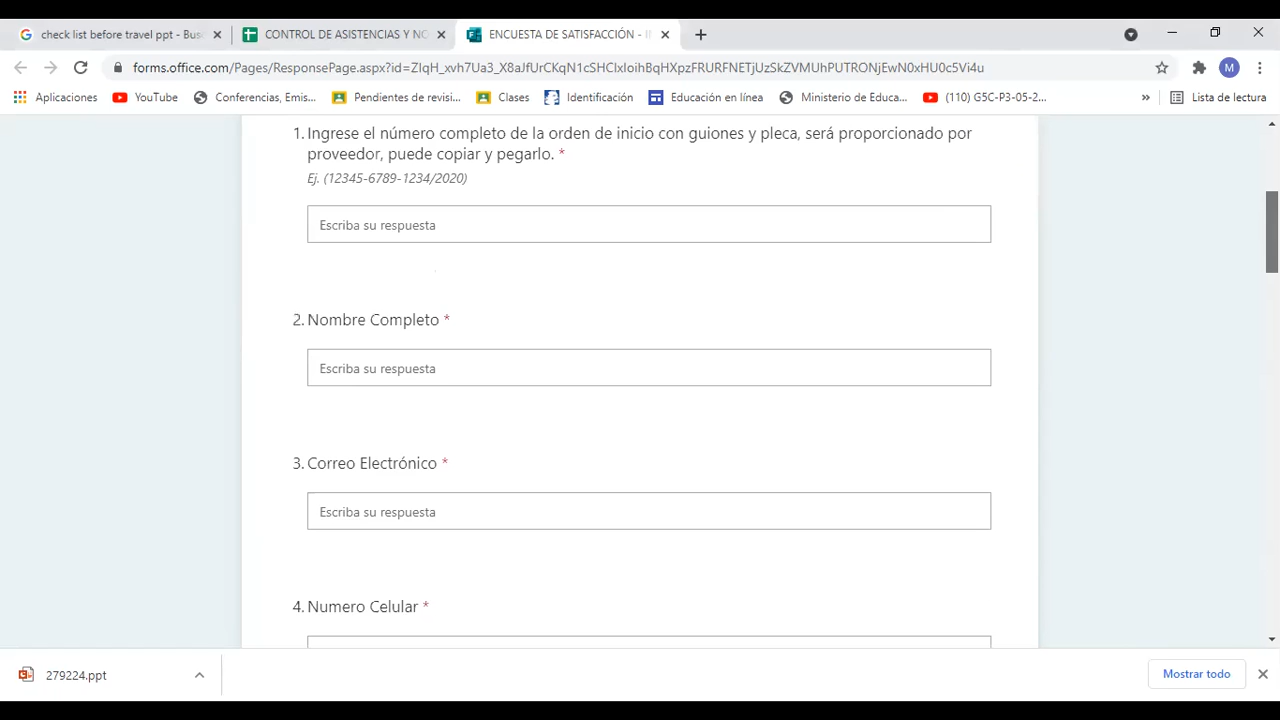 check list before travel ppt - Bus
CONTROL DE ASISTENCIAS Y NO
ENCUESTA DE SATISFACCIÓN - I
forms.office.com/Pages/ResponsePage.aspx?id=ZIqH_xvh7Ua3_X8aJfUrCKqN1cSHClxIoihBqHXpzFRURFNETjUzSkZVMUhPUTRONjEwN0xHU0c5Vi4u
M
Aplicaciones
YouTube
Conferencias, Emis...
Pendientes de revisi...
Clases
Identificación
Educación en línea
Ministerio de Educa...
(110) G5C-P3-05-2...
»
Lista de lectura
1. Ingrese el número completo de la orden de inicio con guiones y pleca, será proporcionado por
proveedor, puede copiar y pegarlo. *
Ej. (12345-6789-1234/2020)
Escriba su respuesta
2. Nombre Completo *
Escriba su respuesta
3. Correo Electrónico *
Escriba su respuesta
4. Numero Celular *
279224.ppt
Mostrar todo